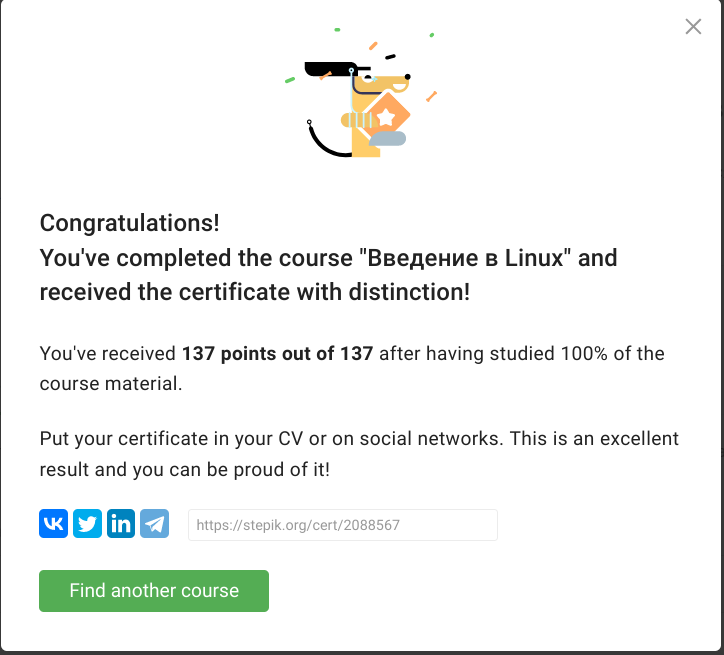 Congratulations!
You've completed the course "Введение в Linux" and
received the certificate with distinction!
You've received 137 points out of 137 after having studied 100% of the
course material.
Put your certificate in your CV or on social networks. This is an excellent
result and you can be proud of it!
in https://stepik.org/cert/2088567
Find another course